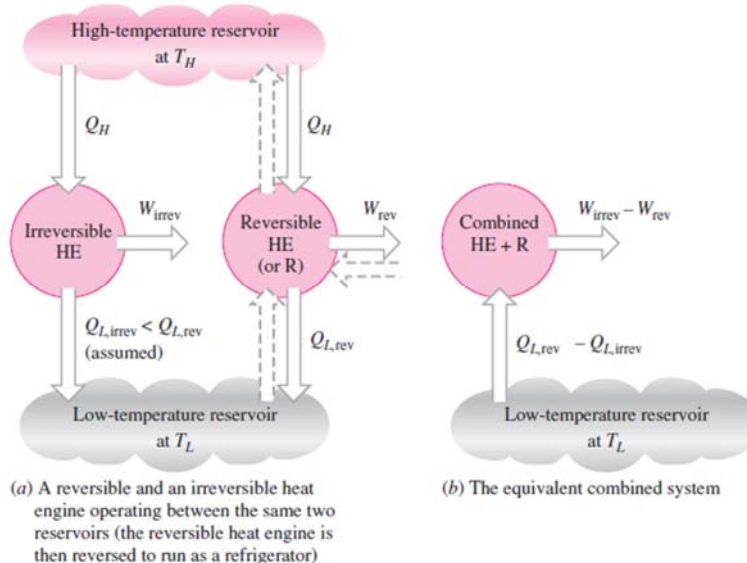 High-temperature reservoir
at T_H
Q_H
Q_H
Irreversible
HE
W_irrev
Reversible
HE
(or R)
W_rev
Q_L,irrev < Q_L,rev
(assumed)
Q_L,rev
Low-temperature reservoir
at T_L
(a) A reversible and an irreversible heat
engine operating between the same two
reservoirs (the reversible heat engine is
then reversed to run as a refrigerator)
Combined
HE + R
W_irrev – W_rev
Q_L,rev – Q_L,irrev
Low-temperature reservoir
at T_L
(b) The equivalent combined system